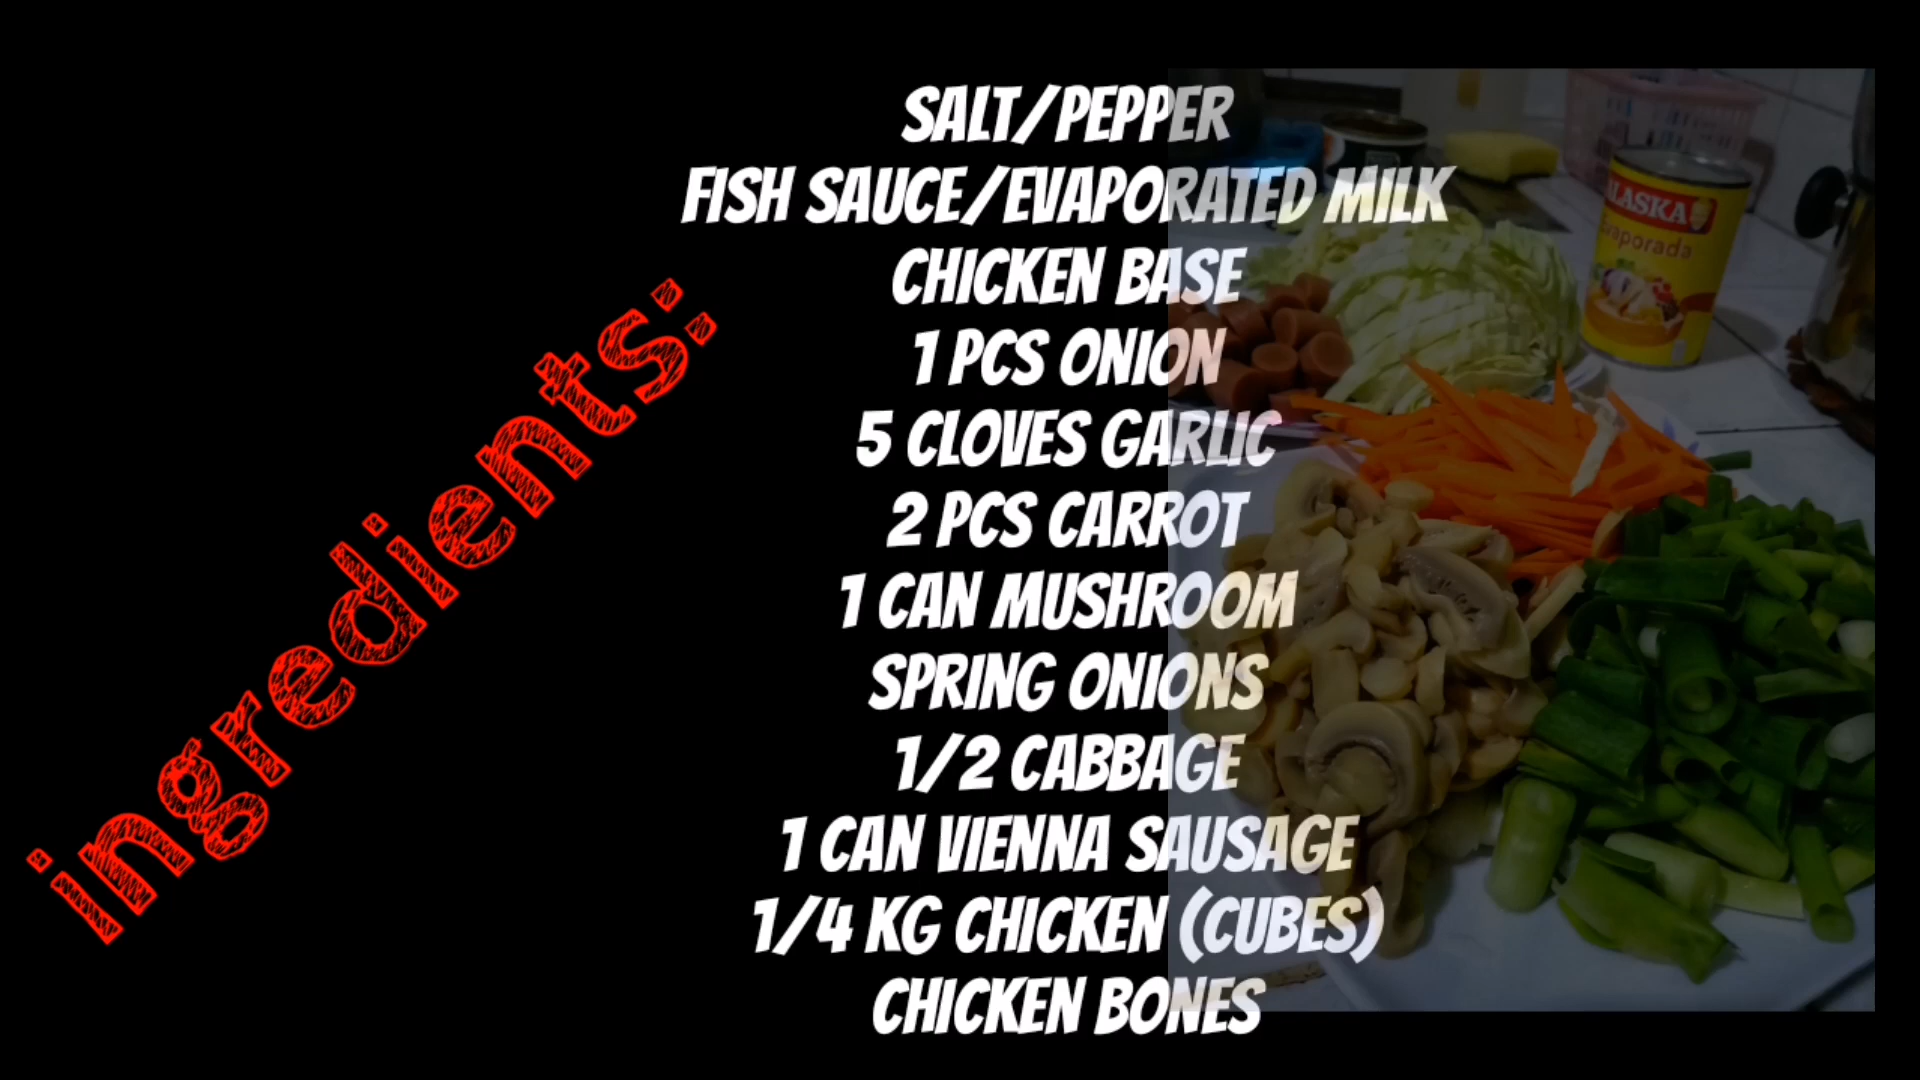 ingredients:
SALT/PEPPER
FISH SAUCE/EVAPORATED MILK
CHICKEN BASE
1 PCS ONION
5 CLOVES GARLIC
2 PCS CARROT
1 CAN MUSHROOM
SPRING ONIONS
1/2 CABBAGE
1 CAN VIENNA SAUSAGE
1/4 KG CHICKEN (CUBES)
CHICKEN BONES
ALASKA
Evaporada